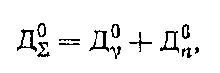 Д⁰_Σ = Д⁰_γ + Д⁰_n,